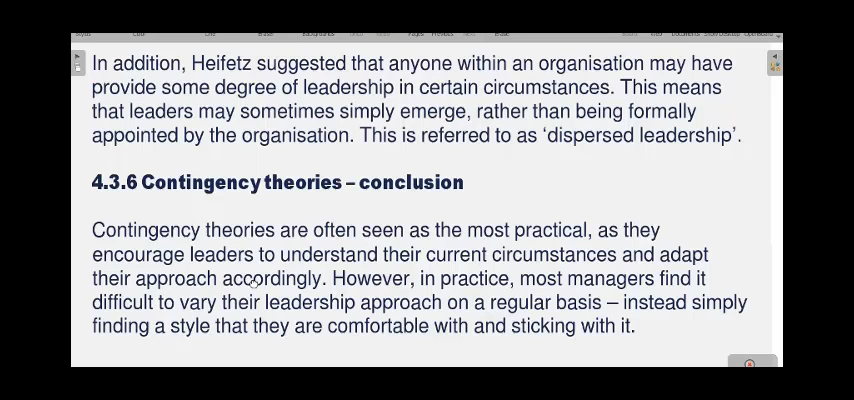 In addition, Heifetz suggested that anyone within an organisation may have
provide some degree of leadership in certain circumstances. This means
that leaders may sometimes simply emerge, rather than being formally
appointed by the organisation. This is referred to as ‘dispersed leadership’.
4.3.6 Contingency theories – conclusion
Contingency theories are often seen as the most practical, as they
encourage leaders to understand their current circumstances and adapt
their approach accordingly. However, in practice, most managers find it
difficult to vary their leadership approach on a regular basis – instead simply
finding a style that they are comfortable with and sticking with it.